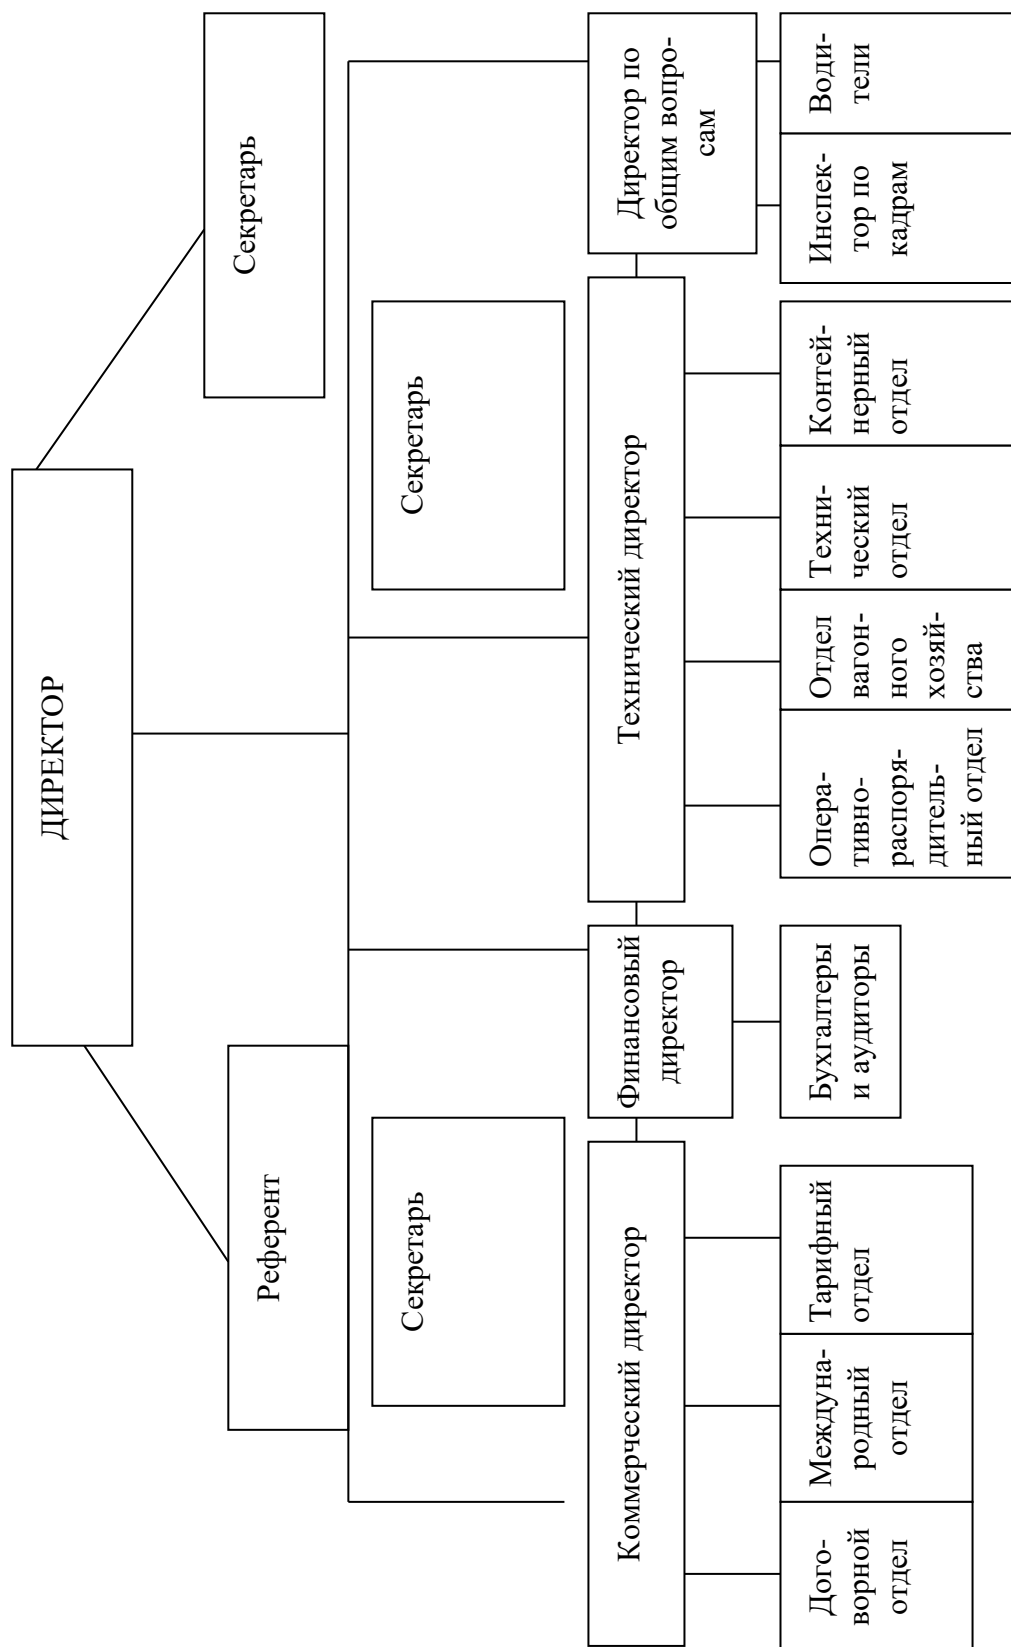 ДИРЕКТОР
Референт
Секретарь
Секретарь
Секретарь
Коммерческий директор
Финансовый
директор
Технический директор
Директор по
общим вопро-
сам
Дого-
ворной
отдел
Междуна-
родный
отдел
Тарифный
отдел
Бухгалтеры
и аудиторы
Опера-
тивно-
распоря-
дитель-
ный отдел
Отдел
вагон-
ного
хозяй-
ства
Техни-
ческий
отдел
Контей-
нерный
отдел
Инспек-
тор по
кадрам
Води-
тели